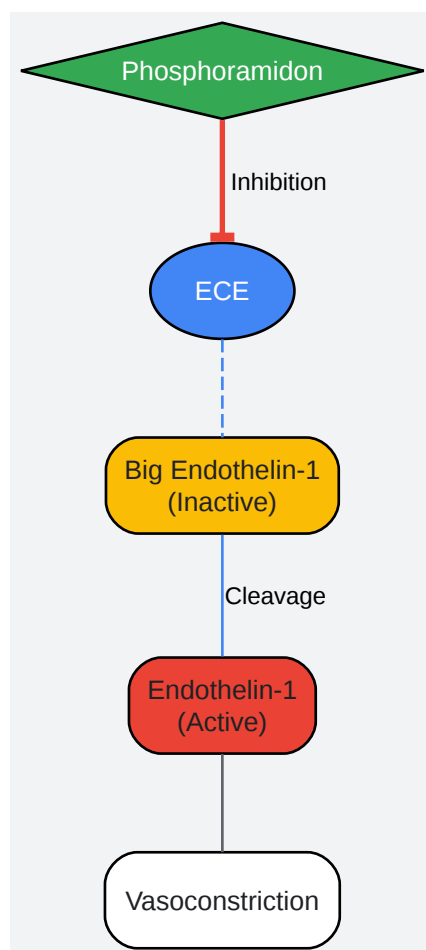 Phosphoramidon
Inhibition
ECE
Big Endothelin-1
(Inactive)
Cleavage
Endothelin-1
(Active)
Vasoconstriction